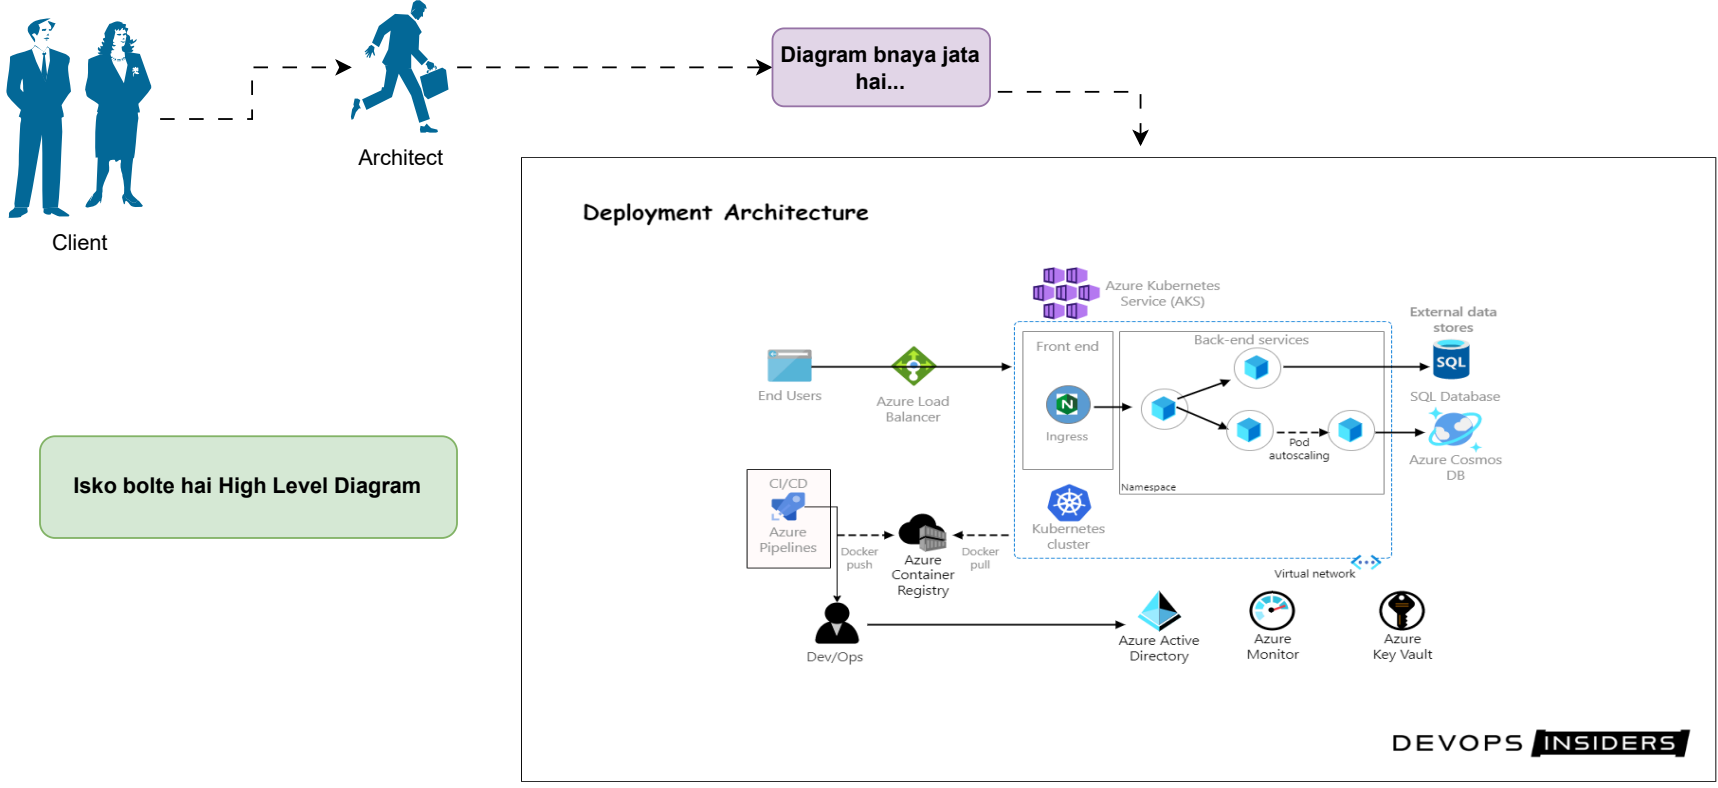 Diagram bnaya jata
hai...
Architect
Client
Deployment Architecture
Azure Kubernetes
Service (AKS)
External data
stores
Front end
Back-end services
SQL
End Users
Azure Load
Balancer
SQL Database
Ingress
Pod
autoscaling
Azure Cosmos
DB
Namespace
Isko bolte hai High Level Diagram
CI/CD
Azure
Pipelines
Docker
push
Azure
Container
Registry
Docker
pull
Kubernetes
cluster
Virtual network
Dev/Ops
Azure Active
Directory
Azure
Monitor
Azure
Key Vault
DEVOPS INSIDERS